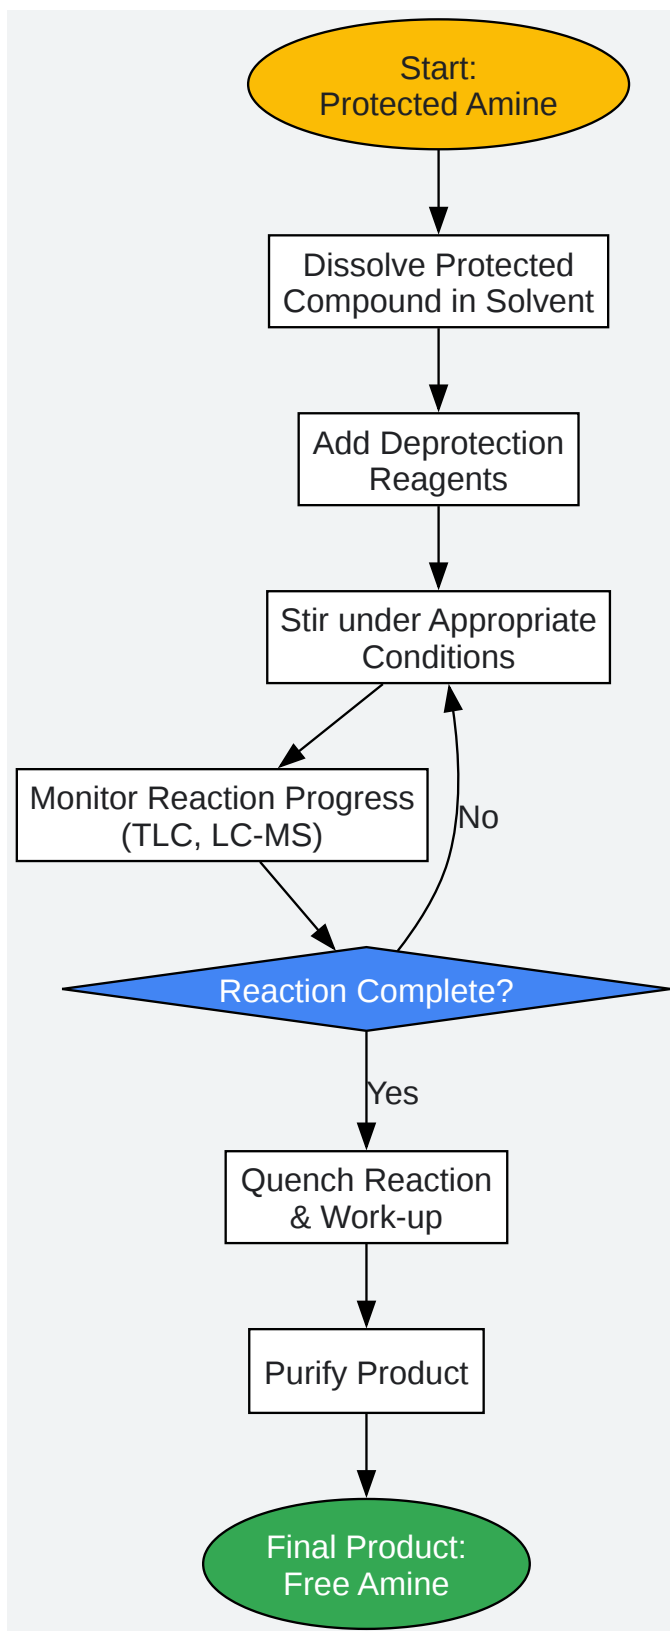 Start:
Protected Amine
Dissolve Protected
Compound in Solvent
Add Deprotection
Reagents
Stir under Appropriate
Conditions
Monitor Reaction Progress
(TLC, LC-MS)
No
Reaction Complete?
Yes
Quench Reaction
& Work-up
Purify Product
Final Product:
Free Amine